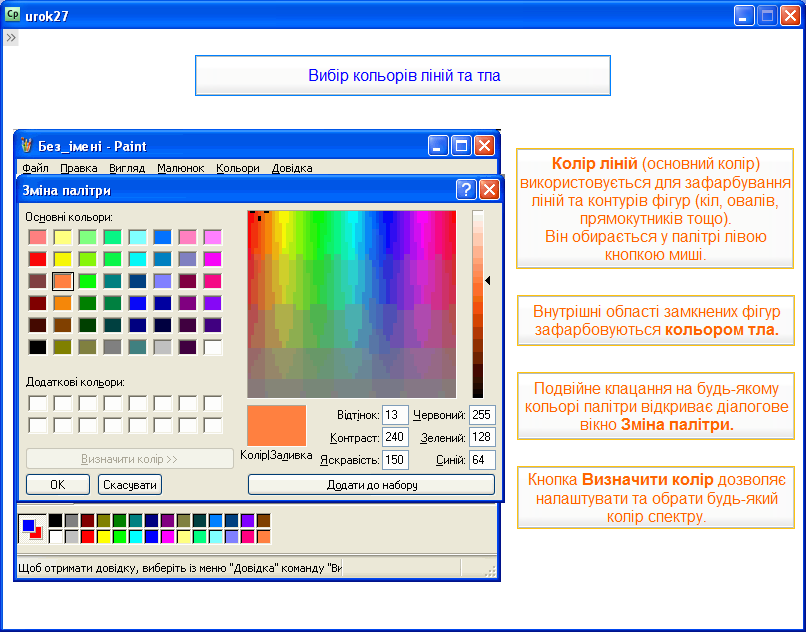 urok27
»
Вибір кольорів ліній та тла
Без_імені - Paint
Файл Правка Вигляд Малюнок Кольори Довідка
Зміна палітри
Основні кольори:
Додаткові кольори:
Визначити колір >>
OK Скасувати
Колір|Заливка
Відтінок: 13 Червоний: 255
Контраст: 240 Зелений: 128
Яскравість: 150 Синій: 64
Додати до набору
Щоб отримати довідку, виберіть із меню "Довідка" команду "Ви
Колір ліній (основний колір)
використовується для зафарбування
ліній та контурів фігур (кіл, овалів,
прямокутників тощо).
Він обирається у палітрі лівою
кнопкою миші.
Внутрішні області замкнених фігур
зафарбовуються кольором тла.
Подвійне клацання на будь-якому
кольорі палітри відкриває діалогове
вікно Зміна палітри.
Кнопка Визначити колір дозволяє
налаштувати та обрати будь-який
колір спектру.